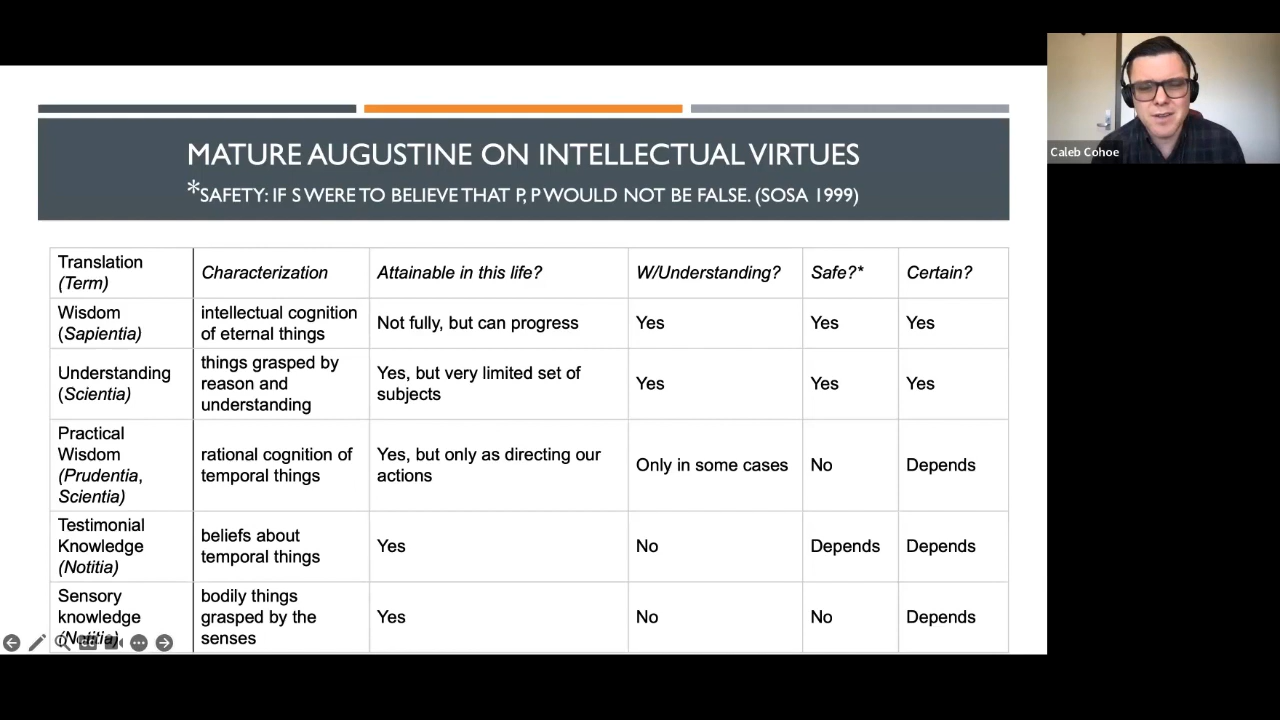 MATURE AUGUSTINE ON INTELLECTUAL VIRTUES
*SAFETY: IF S WERE TO BELIEVE THAT P, P WOULD NOT BE FALSE. (SOSA 1999)
Caleb Cohoe
Translation
(Term)
Characterization
Attainable in this life?
W/Understanding?
Safe?*
Certain?
Wisdom
(Sapientia)
intellectual cognition
of eternal things
Not fully, but can progress
Yes
Yes
Yes
Understanding
(Scientia)
things grasped by
reason and
understanding
Yes, but very limited set of
subjects
Yes
Yes
Yes
Practical
Wisdom
(Prudentia,
Scientia)
rational cognition of
temporal things
Yes, but only as directing our
actions
Only in some cases
No
Depends
Testimonial
Knowledge
(Notitia)
beliefs about
temporal things
Yes
No
Depends
Depends
Sensory
knowledge
(Notitia)
bodily things
grasped by the
senses
Yes
No
No
Depends